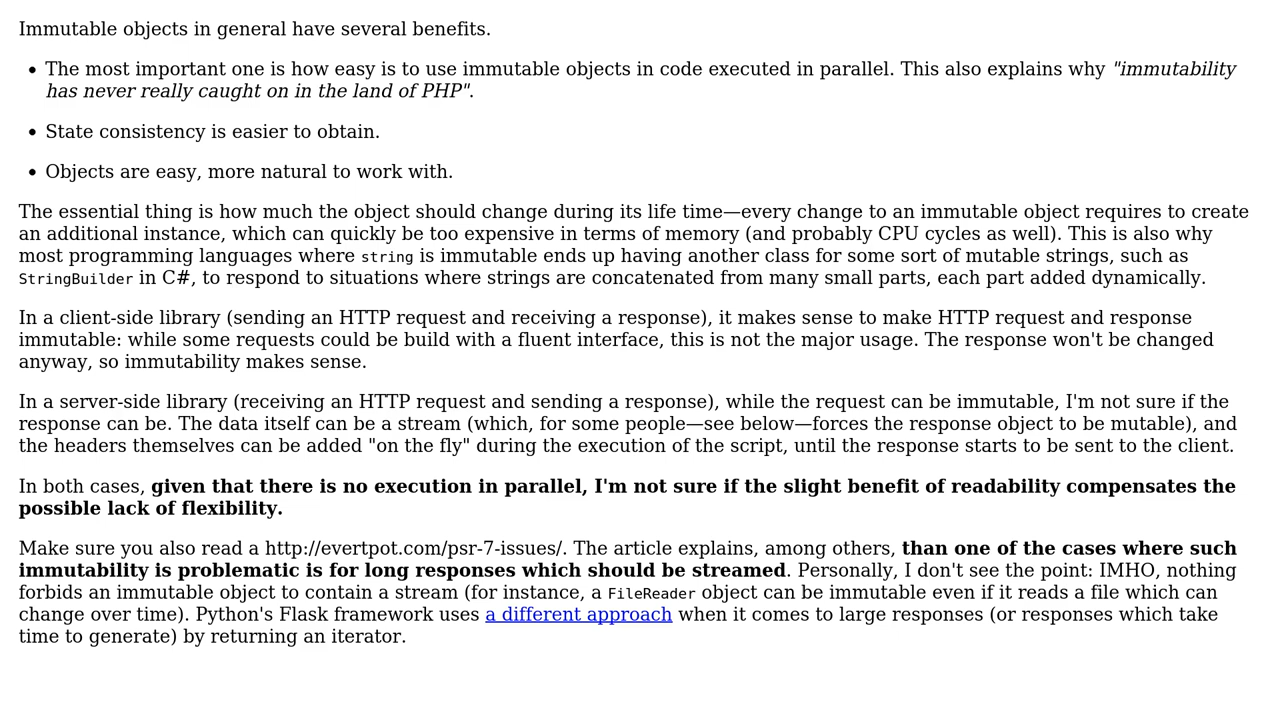 Immutable objects in general have several benefits.
• The most important one is how easy is to use immutable objects in code executed in parallel. This also explains why "immutability
has never really caught on in the land of PHP".
• State consistency is easier to obtain.
• Objects are easy, more natural to work with.
The essential thing is how much the object should change during its life time—every change to an immutable object requires to create
an additional instance, which can quickly be too expensive in terms of memory (and probably CPU cycles as well). This is also why
most programming languages where string is immutable ends up having another class for some sort of mutable strings, such as
StringBuilder in C#, to respond to situations where strings are concatenated from many small parts, each part added dynamically.
In a client-side library (sending an HTTP request and receiving a response), it makes sense to make HTTP request and response
immutable: while some requests could be build with a fluent interface, this is not the major usage. The response won't be changed
anyway, so immutability makes sense.
In a server-side library (receiving an HTTP request and sending a response), while the request can be immutable, I'm not sure if the
response can be. The data itself can be a stream (which, for some people—see below—forces the response object to be mutable), and
the headers themselves can be added "on the fly" during the execution of the script, until the response starts to be sent to the client.
In both cases, given that there is no execution in parallel, I'm not sure if the slight benefit of readability compensates the
possible lack of flexibility.
Make sure you also read a http://evertpot.com/psr-7-issues/. The article explains, among others, than one of the cases where such
immutability is problematic is for long responses which should be streamed. Personally, I don't see the point: IMHO, nothing
forbids an immutable object to contain a stream (for instance, a FileReader object can be immutable even if it reads a file which can
change over time). Python's Flask framework uses a different approach when it comes to large responses (or responses which take
time to generate) by returning an iterator.